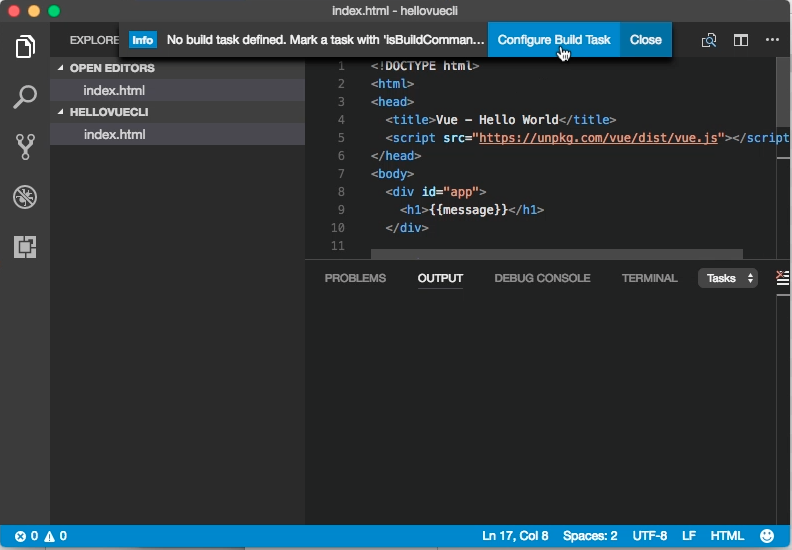 index.html - hellovuecli
EXPLORE
Info No build task defined. Mark a task with 'isBuildComman... Configure Build Task Close
OPEN EDITORS
index.html
HELLOVUECLI
index.html
1 <!DOCTYPE html>
2 <html>
3 <head>
4 <title>Vue – Hello World</title>
5 <script src="https://unpkg.com/vue/dist/vue.js"></script
6 </head>
7 <body>
8 <div id="app">
9 <h1>{{message}}</h1>
10 </div>
11
PROBLEMS OUTPUT DEBUG CONSOLE TERMINAL Tasks
0 0 Ln 17, Col 8 Spaces: 2 UTF-8 LF HTML